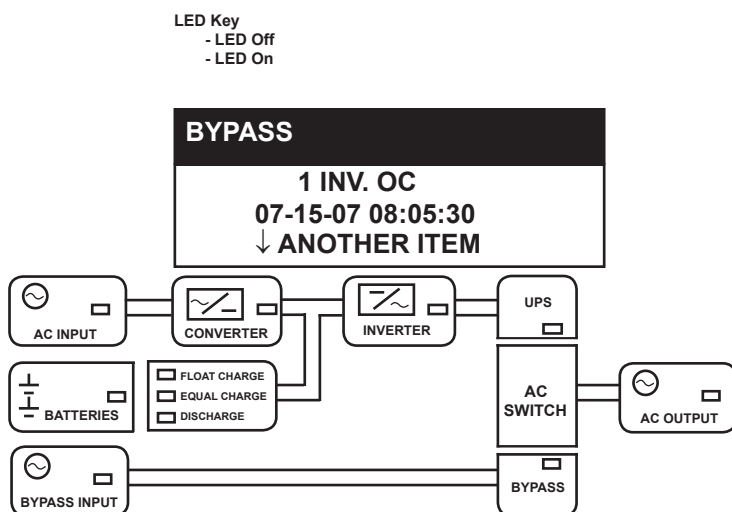 LED Key
- LED Off
- LED On
BYPASS
1 INV. OC
07-15-07 08:05:30
↓ ANOTHER ITEM
AC INPUT
CONVERTER
INVERTER
UPS
BATTERIES
FLOAT CHARGE
EQUAL CHARGE
DISCHARGE
AC
SWITCH
AC OUTPUT
BYPASS INPUT
BYPASS